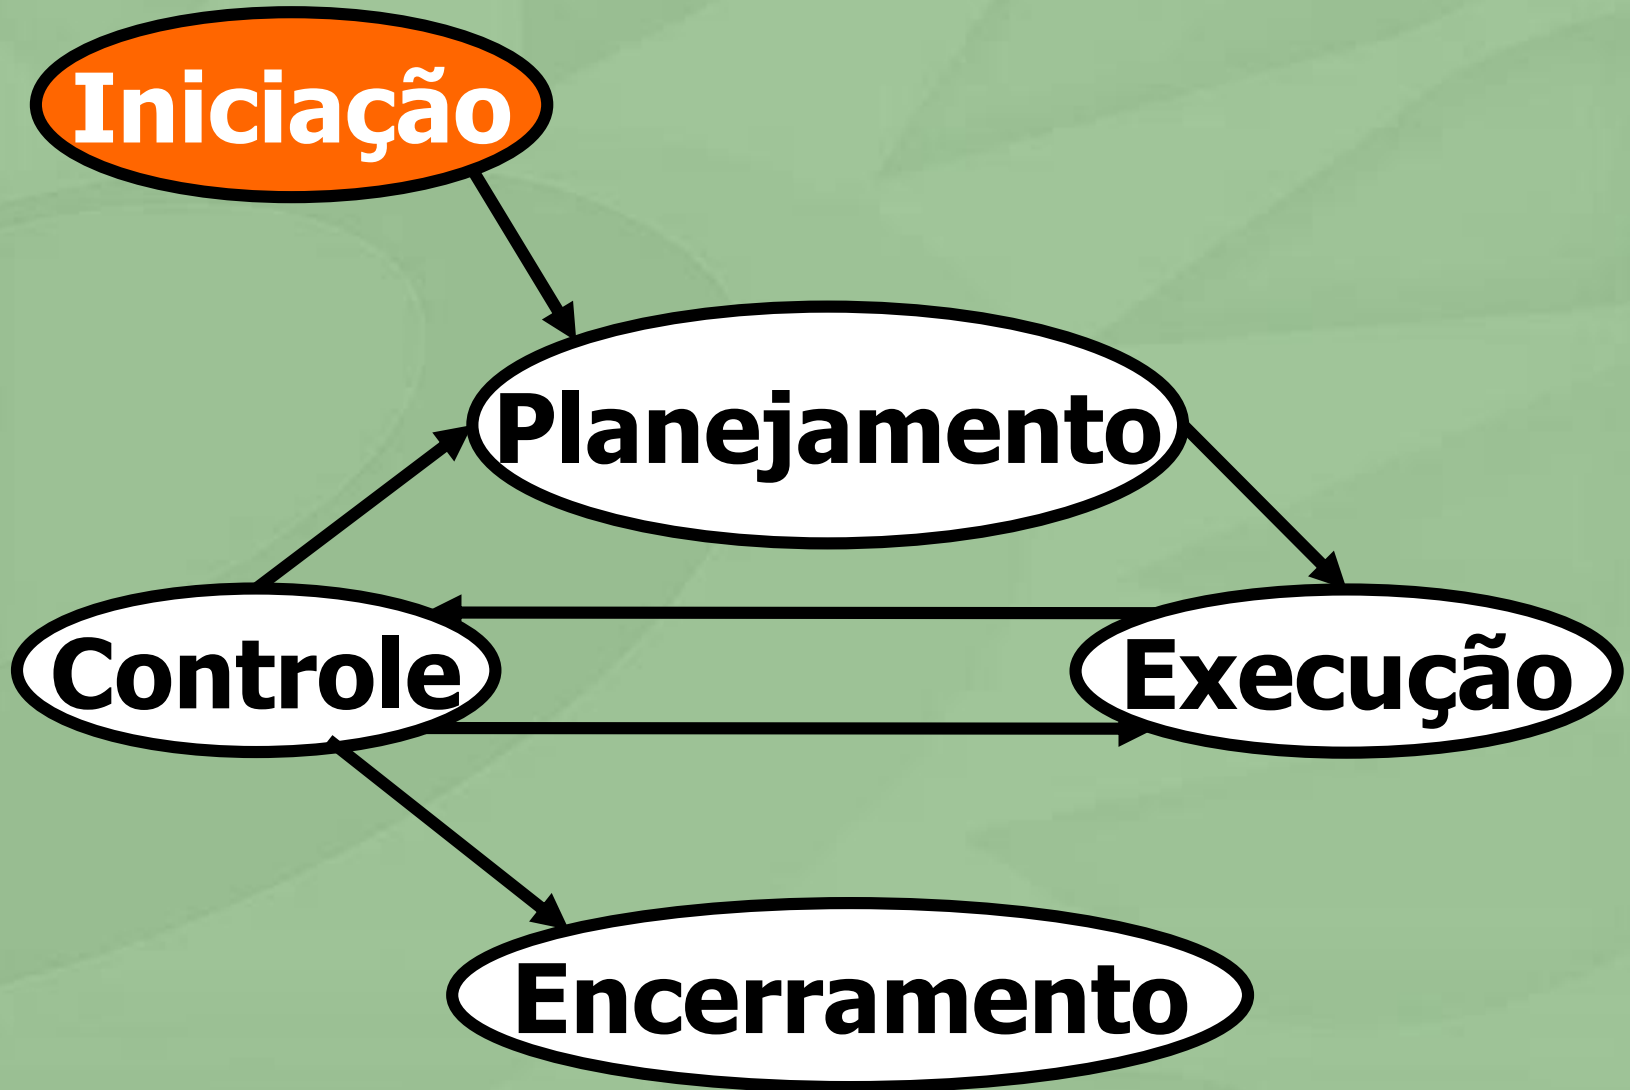 Iniciação
Planejamento
Controle
Execução
Encerramento